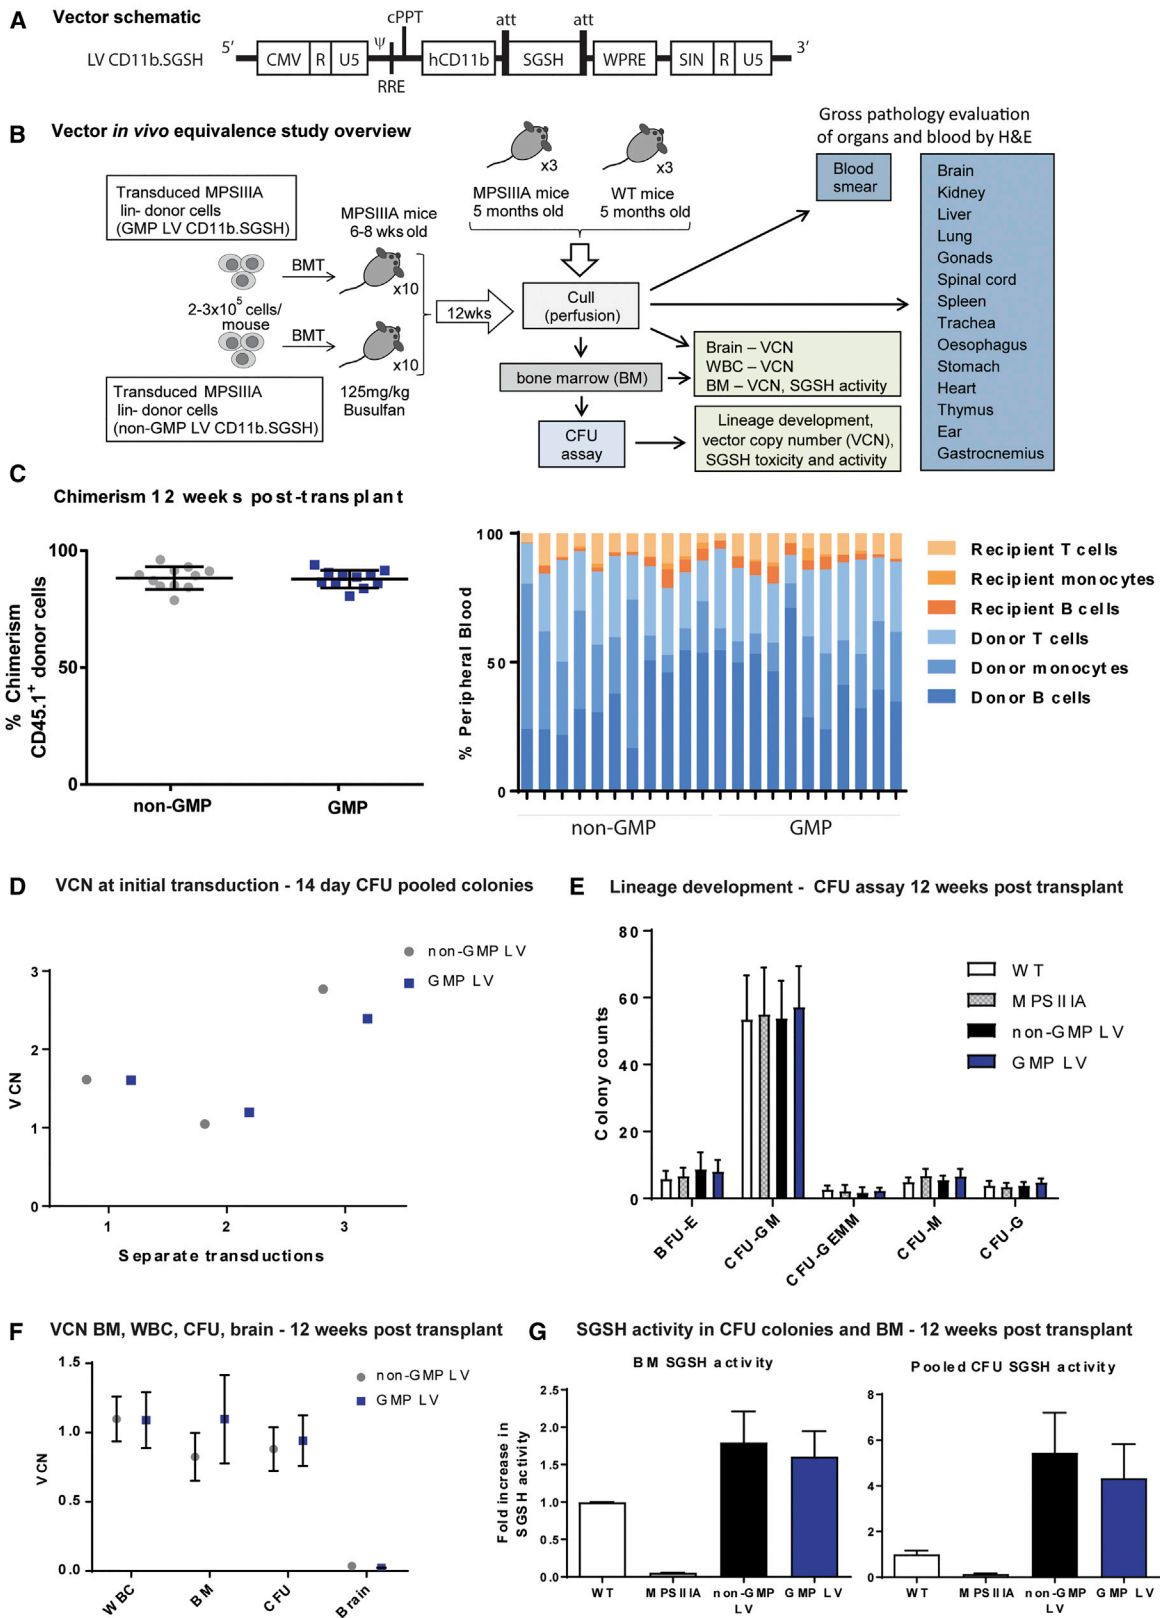 A Vector schematic
LV CD11b.SGSH
5′
CMV R U5
ψ
cPPT
RRE
hCD11b
att
SGSH
att
WPRE
SIN R U5
3′
B Vector in vivo equivalence study overview
Transduced MPSIIIA
lin- donor cells
(GMP LV CD11b.SGSH)
BMT
2-3x10⁵ cells/
mouse
BMT
Transduced MPSIIIA
lin- donor cells
(non-GMP LV CD11b.SGSH)
MPSIIIA mice
6-8 wks old
x10
x10
125mg/kg
Busulfan
12wks
x3
MPSIIIA mice
5 months old
x3
WT mice
5 months old
Cull
(perfusion)
bone marrow (BM)
CFU
assay
Brain – VCN
WBC – VCN
BM – VCN, SGSH activity
Lineage development,
vector copy number (VCN),
SGSH toxicity and activity
Gross pathology evaluation
of organs and blood by H&E
Blood
smear
Brain
Kidney
Liver
Lung
Gonads
Spinal cord
Spleen
Trachea
Oesophagus
Stomach
Heart
Thymus
Ear
Gastrocnemius
C
Chimerism 12 weeks post-transplant
% Chimerism
CD45.1⁺ donor cells
100
50
0
non-GMP GMP
% Peripheral Blood
100
50
0
non-GMP GMP
Recipient T cells
Recipient monocytes
Recipient B cells
Donor T cells
Donor monocytes
Donor B cells
D VCN at initial transduction - 14 day CFU pooled colonies
non-GMP LV
GMP LV
VCN
3
2
1
0
1 2 3
Separate transductions
E Lineage development - CFU assay 12 weeks post transplant
Colony counts
80
60
40
20
0
WT
MPSIIIA
non-GMP LV
GMP LV
BFU-E CFU-GM CFU-GEMM CFU-M CFU-G
F VCN BM, WBC, CFU, brain - 12 weeks post transplant
non-GMP LV
GMP LV
VCN
1.5
1.0
0.5
0.0
WBC BM CFU Brain
G SGSH activity in CFU colonies and BM - 12 weeks post transplant
BM SGSH activity
Fold increase in
SGSH activity
2.5
2.0
1.5
1.0
0.5
0.0
WT MPSIIIA non-GMP GMP LV
LV
Pooled CFU SGSH activity
8
6
4
2
0
WT MPSIIIA non-GMP GMP LV
LV